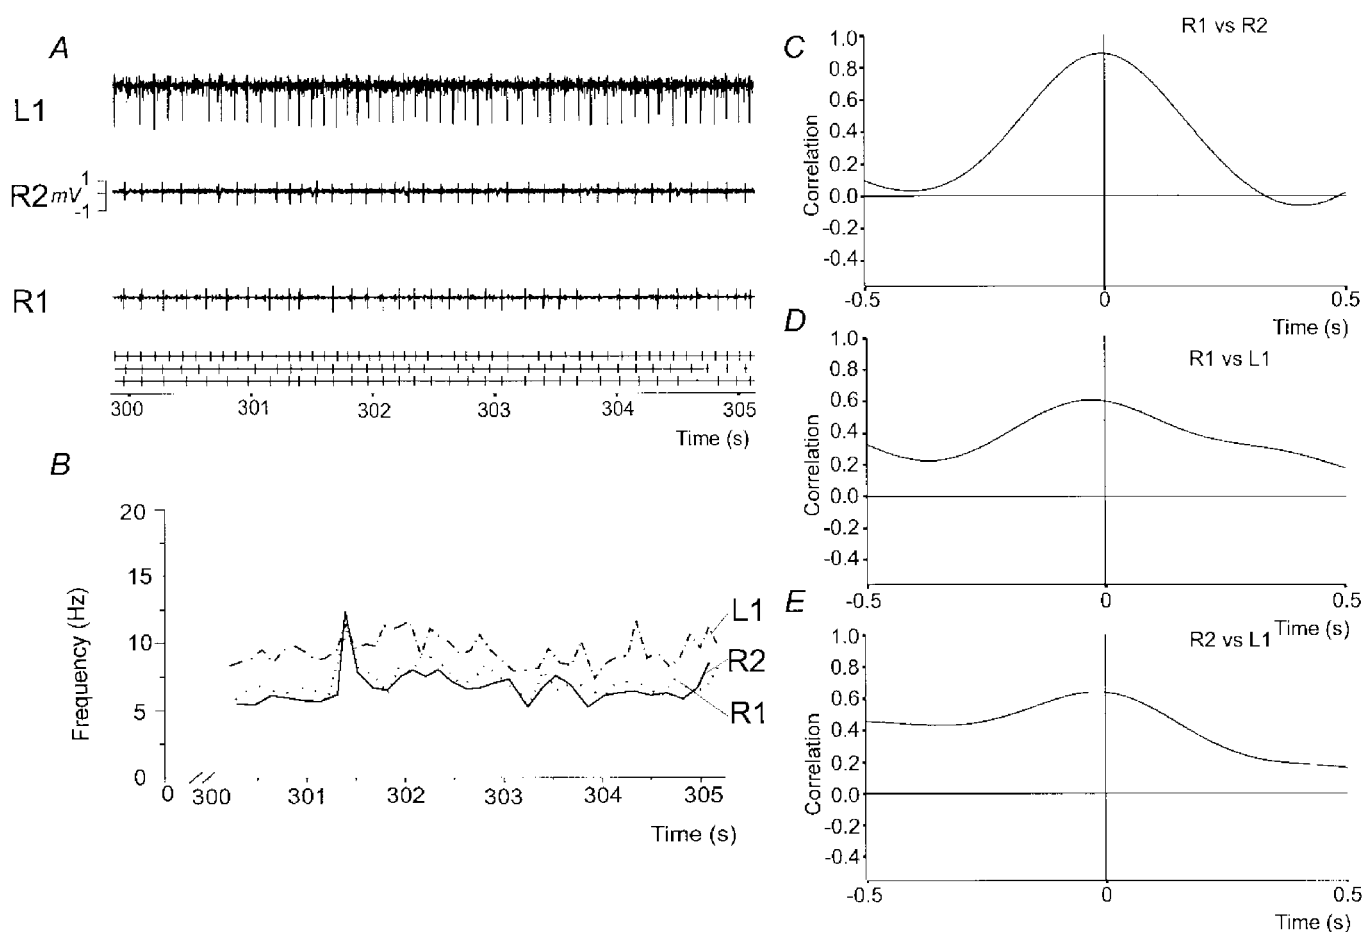 A
L1
R2 mV 1
-1
R1
300 301 302 303 304 305
Time (s)
B
Frequency (Hz)
20
15
10
5
0
L1
R2
R1
0 300 301 302 303 304 305
Time (s)
C
R1 vs R2
Correlation
1.0
0.8
0.6
0.4
0.2
0.0
-0.2
-0.4
-0.5 0 0.5
Time (s)
D
R1 vs L1
Correlation
1.0
0.8
0.6
0.4
0.2
0.0
-0.2
-0.4
-0.5 0 0.5
Time (s)
E
R2 vs L1
Correlation
1.0
0.8
0.6
0.4
0.2
0.0
-0.2
-0.4
-0.5 0 0.5
Time (s)